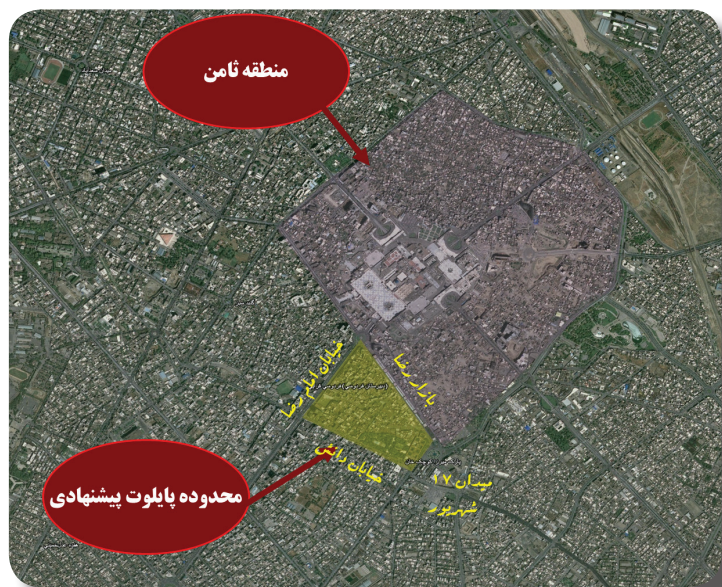 منطقه ثامن
خیابان امام رضا
بازار رضا
خیابان دانش
میدان ۱۷
شهریور
محدوده پایلوت پیشنهادی